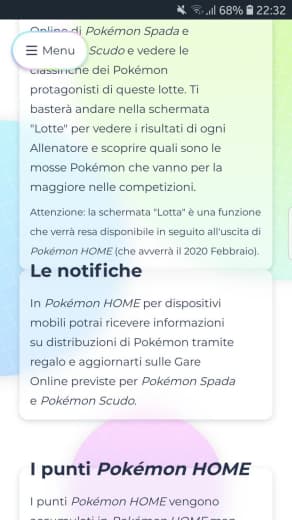 68% 22:32
Online di Pokémon Spada e
Menu
Scudo e vedere le
classifiche dei Pokémon
protagonisti di queste lotte. Ti
basterà andare nella schermata
"Lotte" per vedere i risultati di ogni
Allenatore e scoprire quali sono le
mosse Pokémon che vanno per la
maggiore nelle competizioni.
Attenzione: la schermata "Lotta" è una funzione
che verrà resa disponibile in seguito all'uscita di
Pokémon HOME (che avverrà il 2020 Febbraio).
Le notifiche
In Pokémon HOME per dispositivi
mobili potrai ricevere informazioni
su distribuzioni di Pokémon tramite
regalo e aggiornarti sulle Gare
Online previste per Pokémon Spada
e Pokémon Scudo.
I punti Pokémon HOME
I punti Pokémon HOME vengono
accumulati in Pokémon HOME man